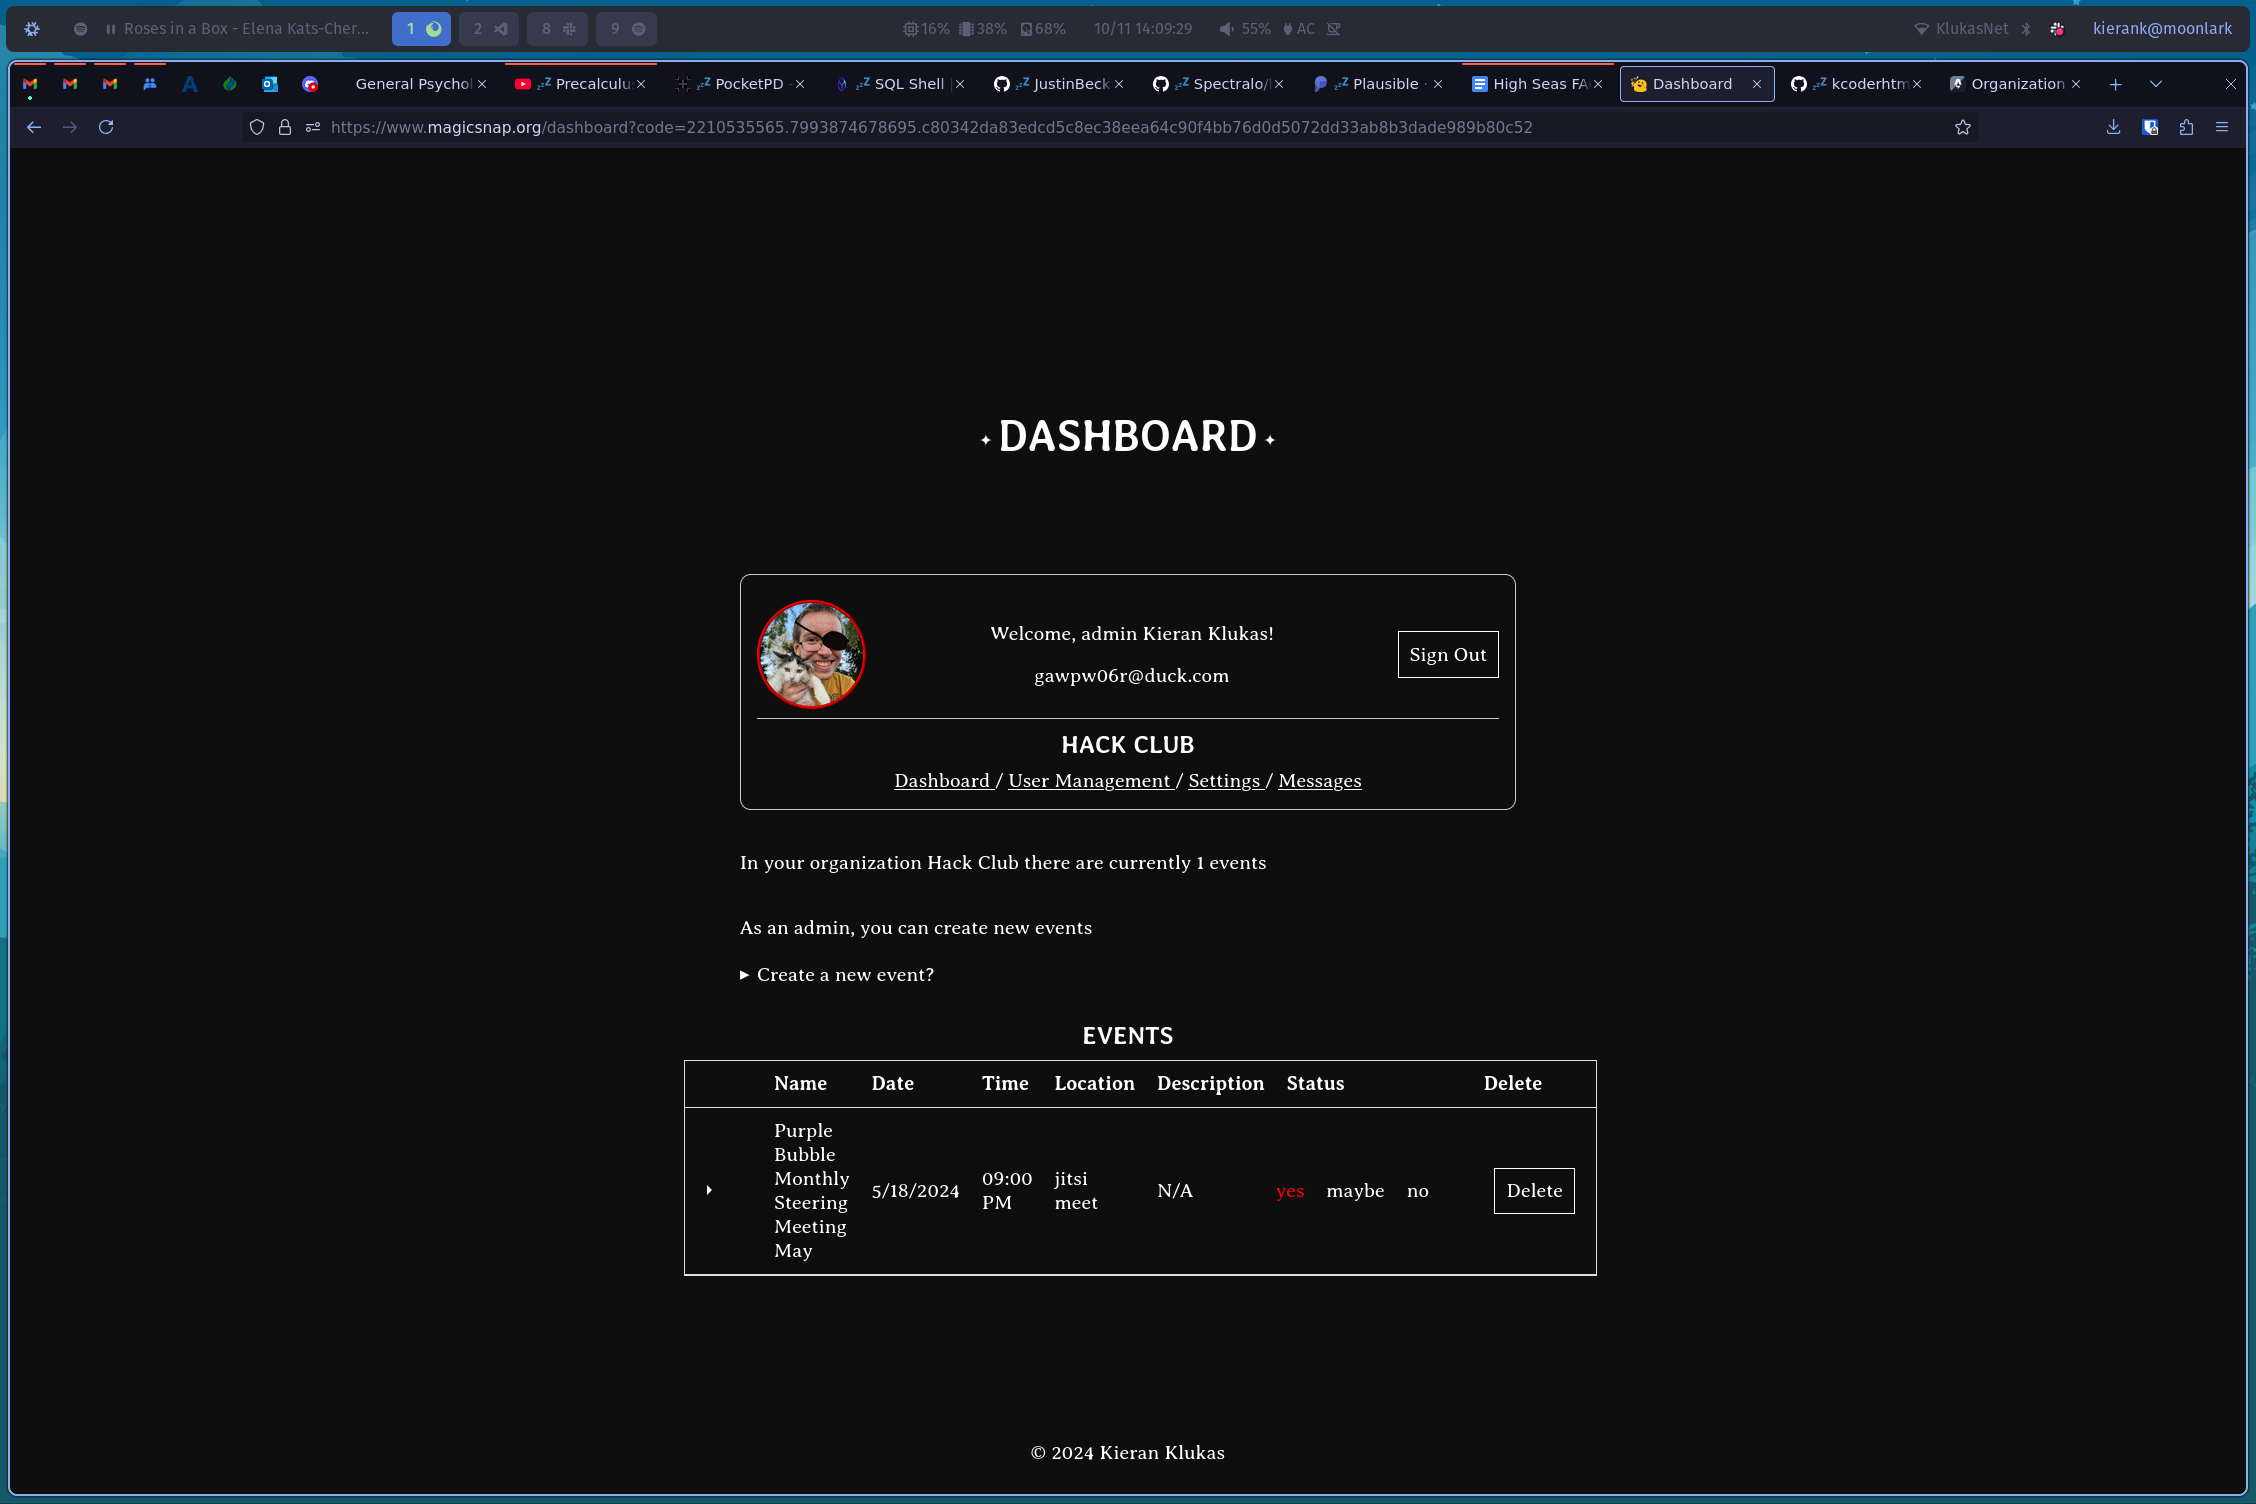 Roses in a Box - Elena Kats-Cher...
1
2
8
9
16%
38%
68%
10/11 14:09:29
55%
AC
KlukasNet
kierank@moonlark
General Psychol
Precalculu
PocketPD -
SQL Shell |
JustinBeck
Spectralo/
Plausible ·
High Seas FA
Dashboard
kcoderhtm
Organization
https://www.magicsnap.org/dashboard?code=2210535565.7993874678695.c80342da83edcd5c8ec38eea64c90f4bb76d0d5072dd33ab8b3dade989b80c52
DASHBOARD
Welcome, admin Kieran Klukas!
gawpw06r@duck.com
Sign Out
HACK CLUB
Dashboard / User Management / Settings / Messages
In your organization Hack Club there are currently 1 events
As an admin, you can create new events
Create a new event?
EVENTS
Name Date Time Location Description Status Delete
Purple
Bubble
Monthly
Steering
Meeting
May
5/18/2024
09:00
PM
jitsi
meet
N/A
yes maybe no
Delete
© 2024 Kieran Klukas